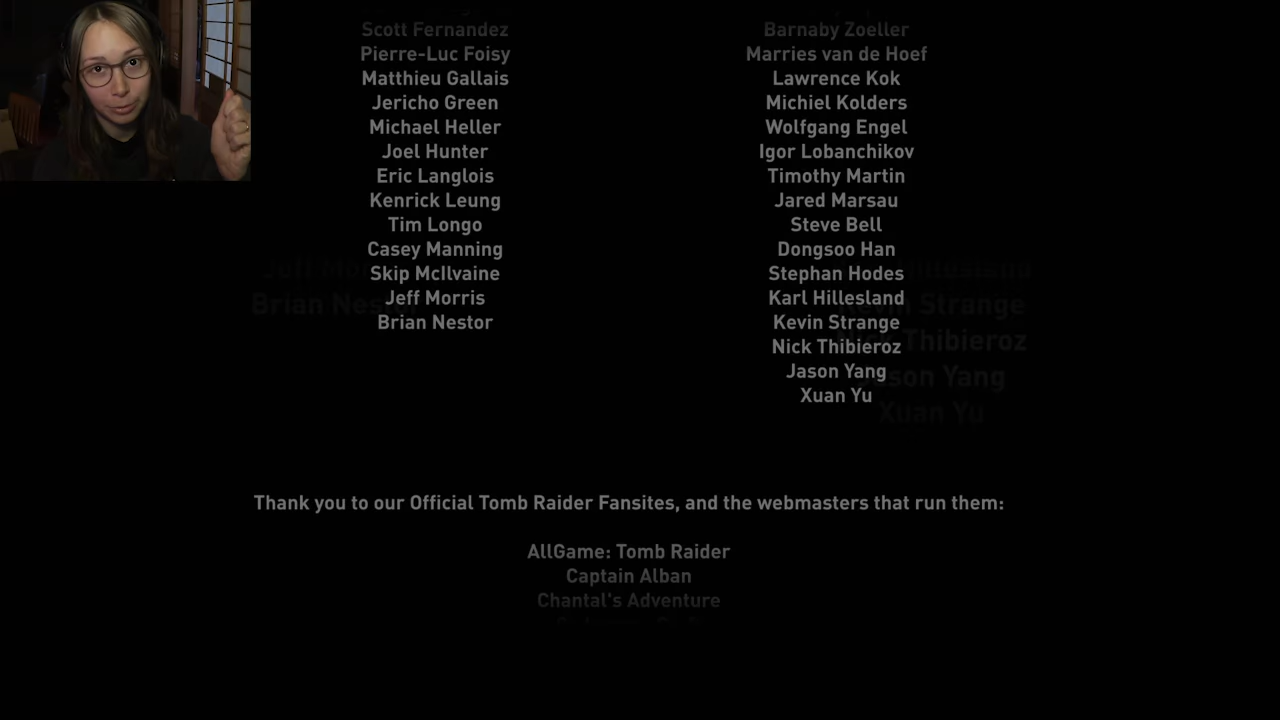 Scott Fernandez
Pierre-Luc Foisy
Matthieu Gallais
Jericho Green
Michael Heller
Joel Hunter
Eric Langlois
Kenrick Leung
Tim Longo
Casey Manning
Skip McIlvaine
Jeff Morris
Brian Nestor
Barnaby Zoeller
Marries van de Hoef
Lawrence Kok
Michiel Kolders
Wolfgang Engel
Igor Lobanchikov
Timothy Martin
Jared Marsau
Steve Bell
Dongsoo Han
Stephan Hodes
Karl Hillesland
Kevin Strange
Nick Thibieroz
Jason Yang
Xuan Yu
Thank you to our Official Tomb Raider Fansites, and the webmasters that run them:
AllGame: Tomb Raider
Captain Alban
Chantal's Adventure